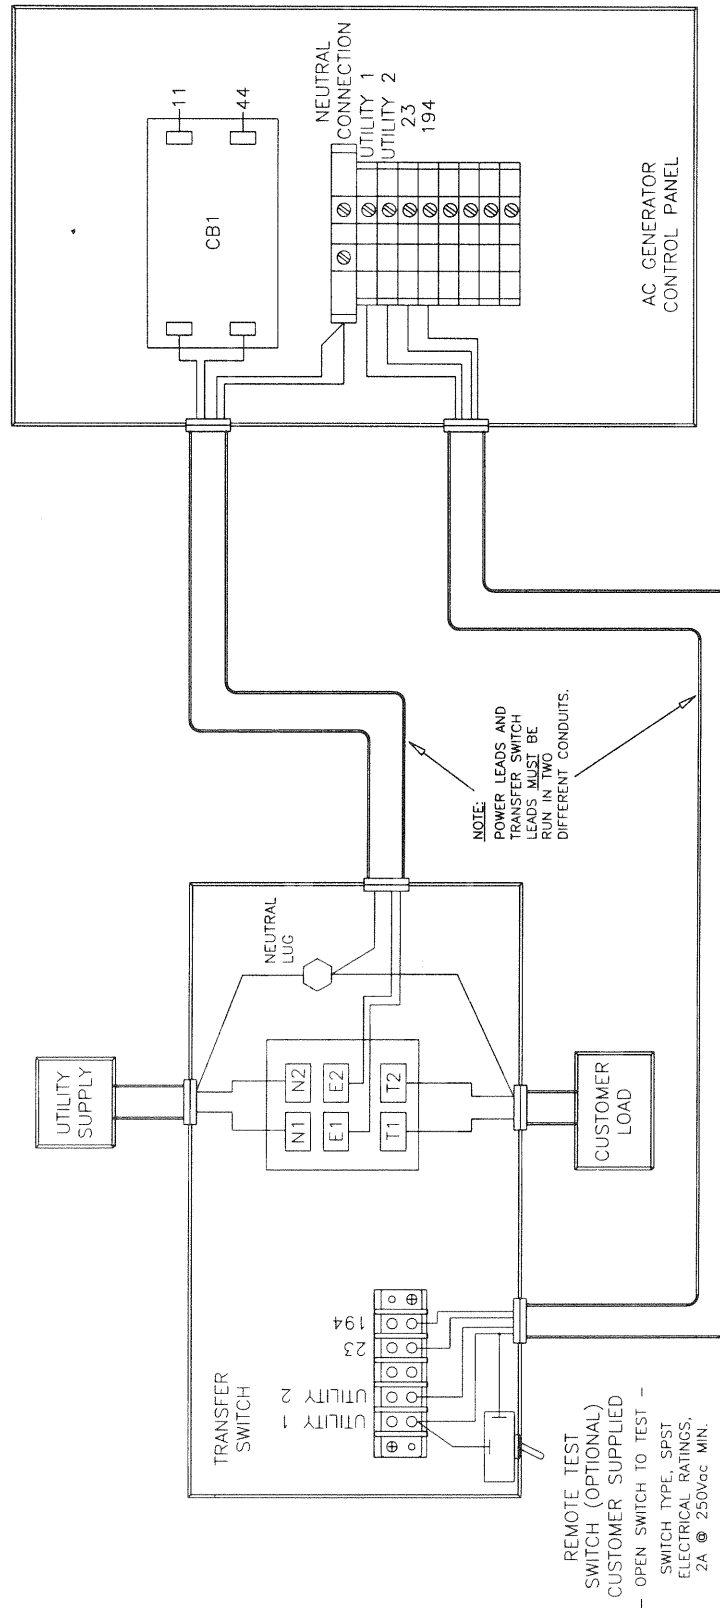 UTILITY
SUPPLY
TRANSFER
SWITCH
UTILITY 1
UTILITY 2
23
194
N1
N2
E1
E2
T1
T2
NEUTRAL
LUG
CUSTOMER
LOAD
REMOTE TEST
SWITCH (OPTIONAL)
CUSTOMER SUPPLIED
- OPEN SWITCH TO TEST -
SWITCH TYPE, SPST
ELECTRICAL RATINGS,
2A @ 250Vac MIN.
NOTE:
POWER LEADS AND
TRANSFER SWITCH
LEADS MUST BE
RUN IN TWO
DIFFERENT CONDUITS.
CB1
11
44
NEUTRAL
CONNECTION
UTILITY 1
UTILITY 2
23
194
AC GENERATOR
CONTROL PANEL